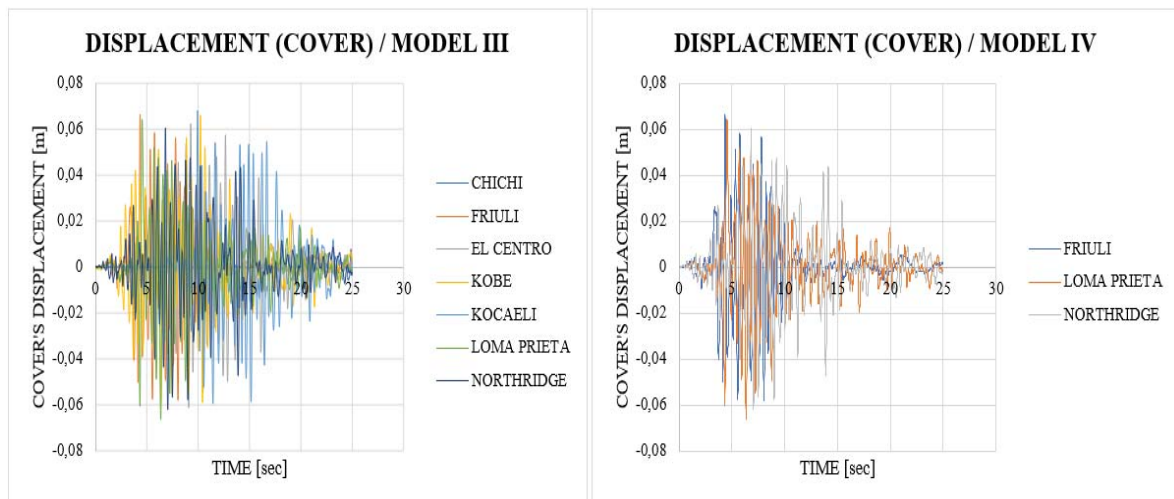 DISPLACEMENT (COVER) / MODEL III
COVER'S DISPLACEMENT [m]
0,08
0,06
0,04
0,02
0
-0,02
-0,04
-0,06
-0,08
0 5 10 15 20 25 30
TIME [sec]
CHICHI
FRIULI
EL CENTRO
KOBE
KOCAELI
LOMA PRIETA
NORTHRIDGE
DISPLACEMENT (COVER) / MODEL IV
COVER'S DISPLACEMENT [m]
0,08
0,06
0,04
0,02
0
-0,02
-0,04
-0,06
-0,08
0 5 10 15 20 25 30
TIME [sec]
FRIULI
LOMA PRIETA
NORTHRIDGE